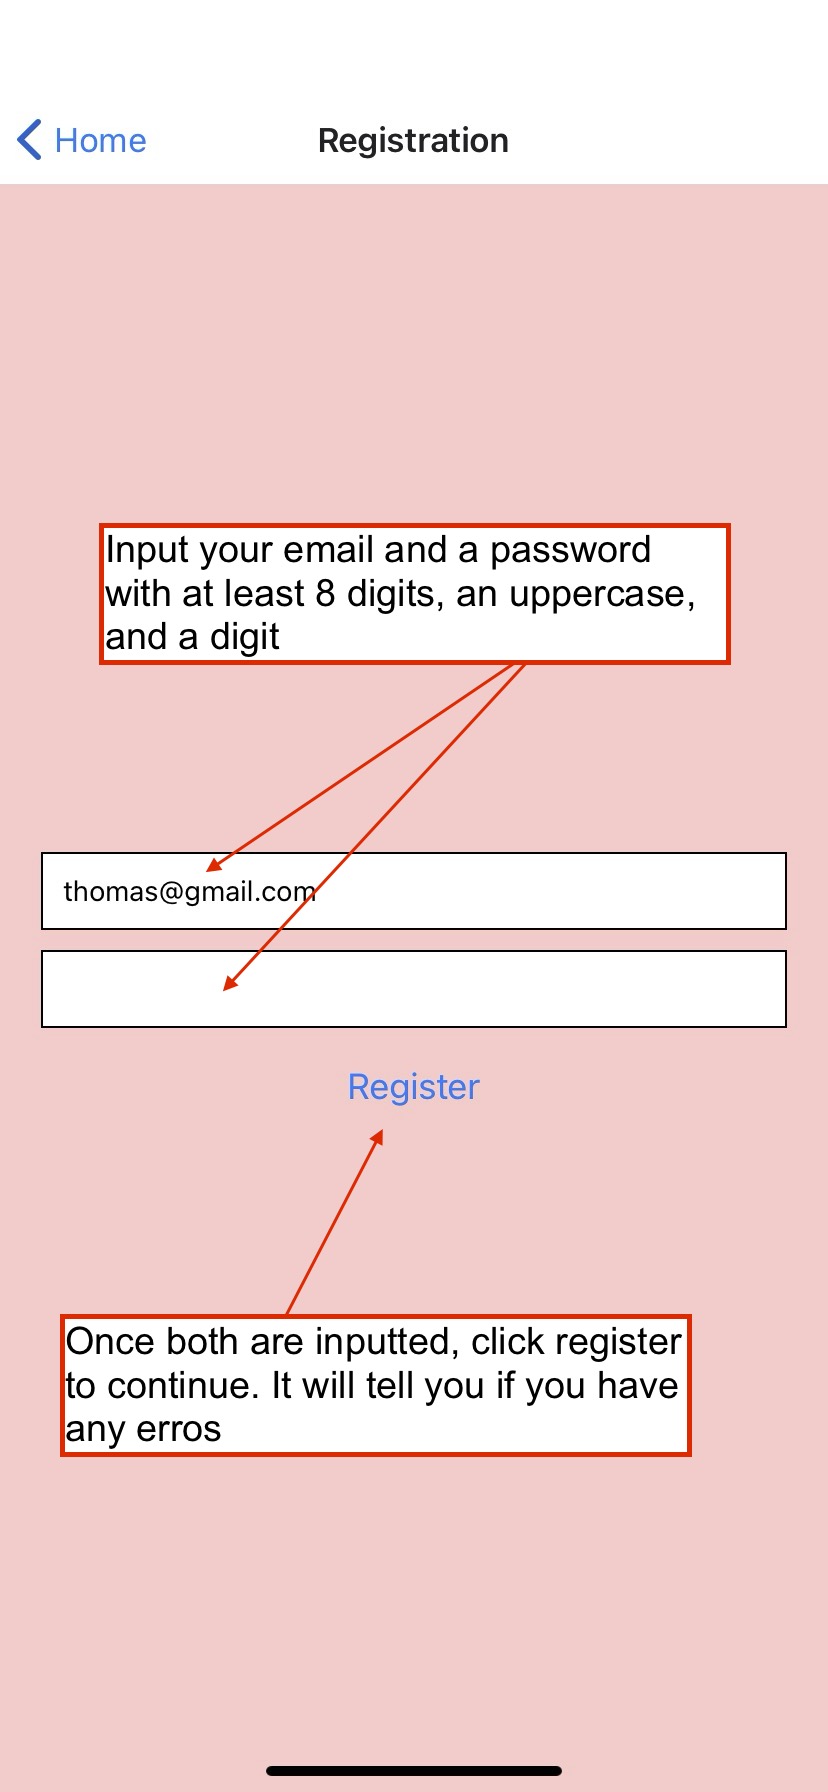 Home
Registration
Input your email and a password
with at least 8 digits, an uppercase,
and a digit
thomas@gmail.com
Register
Once both are inputted, click register
to continue. It will tell you if you have
any erros